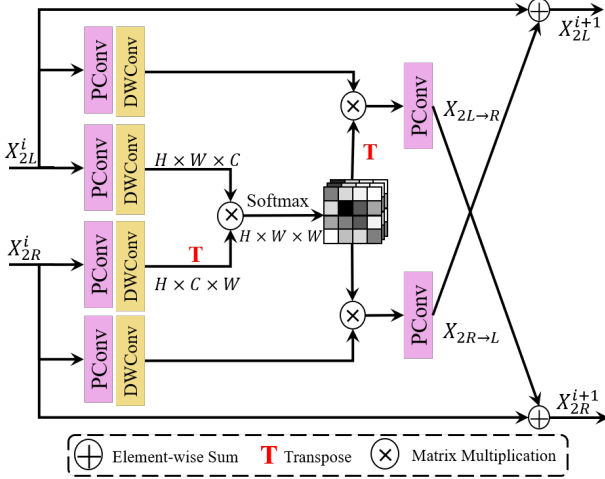 X_{2L}^{i+1}
PConv
DWConv
PConv
X_{2L→R}
T
X_{2L}^{i}
PConv
DWConv
H × W × C
Softmax
H × W × W
X_{2R}^{i}
PConv
DWConv
T
H × C × W
PConv
X_{2R→L}
PConv
DWConv
X_{2R}^{i+1}
Element-wise Sum T Transpose Matrix Multiplication